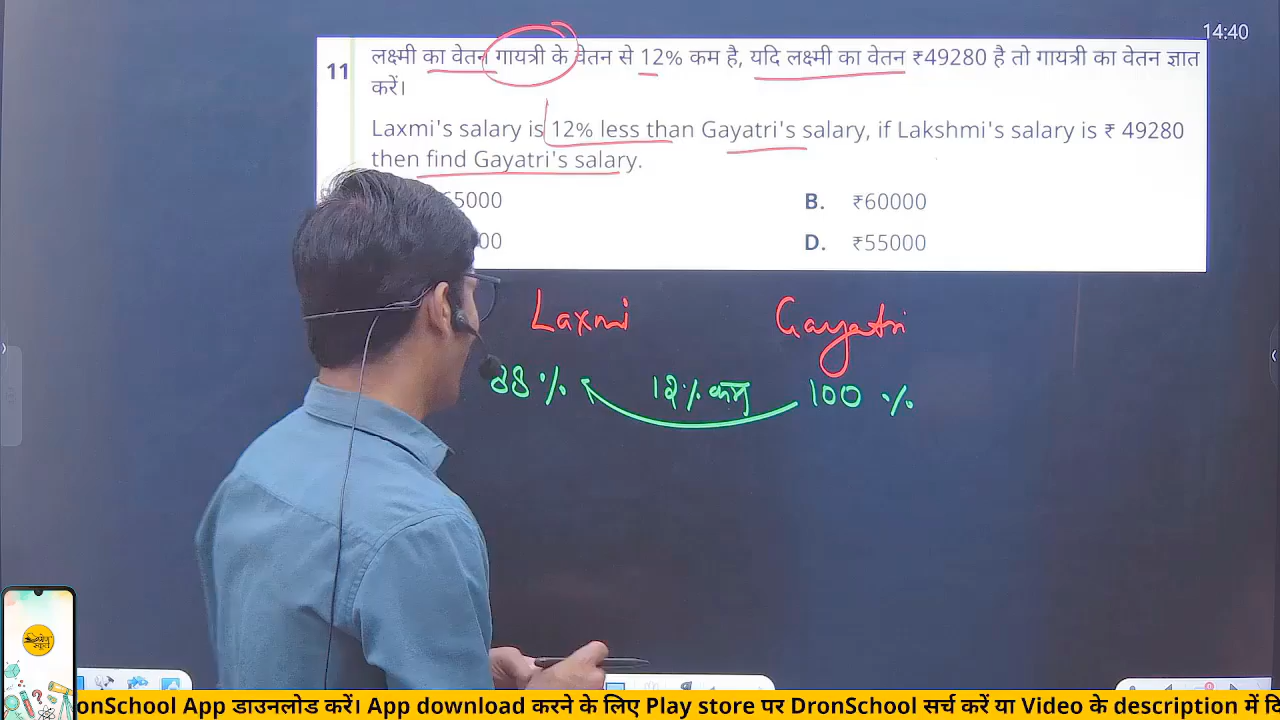 14:40
11
लक्ष्मी का वेतन गायत्री के वेतन से 12% कम है, यदि लक्ष्मी का वेतन ₹49280 है तो गायत्री का वेतन ज्ञात
करें।
Laxmi's salary is 12% less than Gayatri's salary, if Lakshmi's salary is ₹ 49280
then find Gayatri's salary.
5000 B. ₹60000
00 D. ₹55000
Laxmi Gayatri
88% 12% कम 100 %
onSchool App डाउनलोड करें। App download करने के लिए Play store पर DronSchool सर्च करें या Video के description में